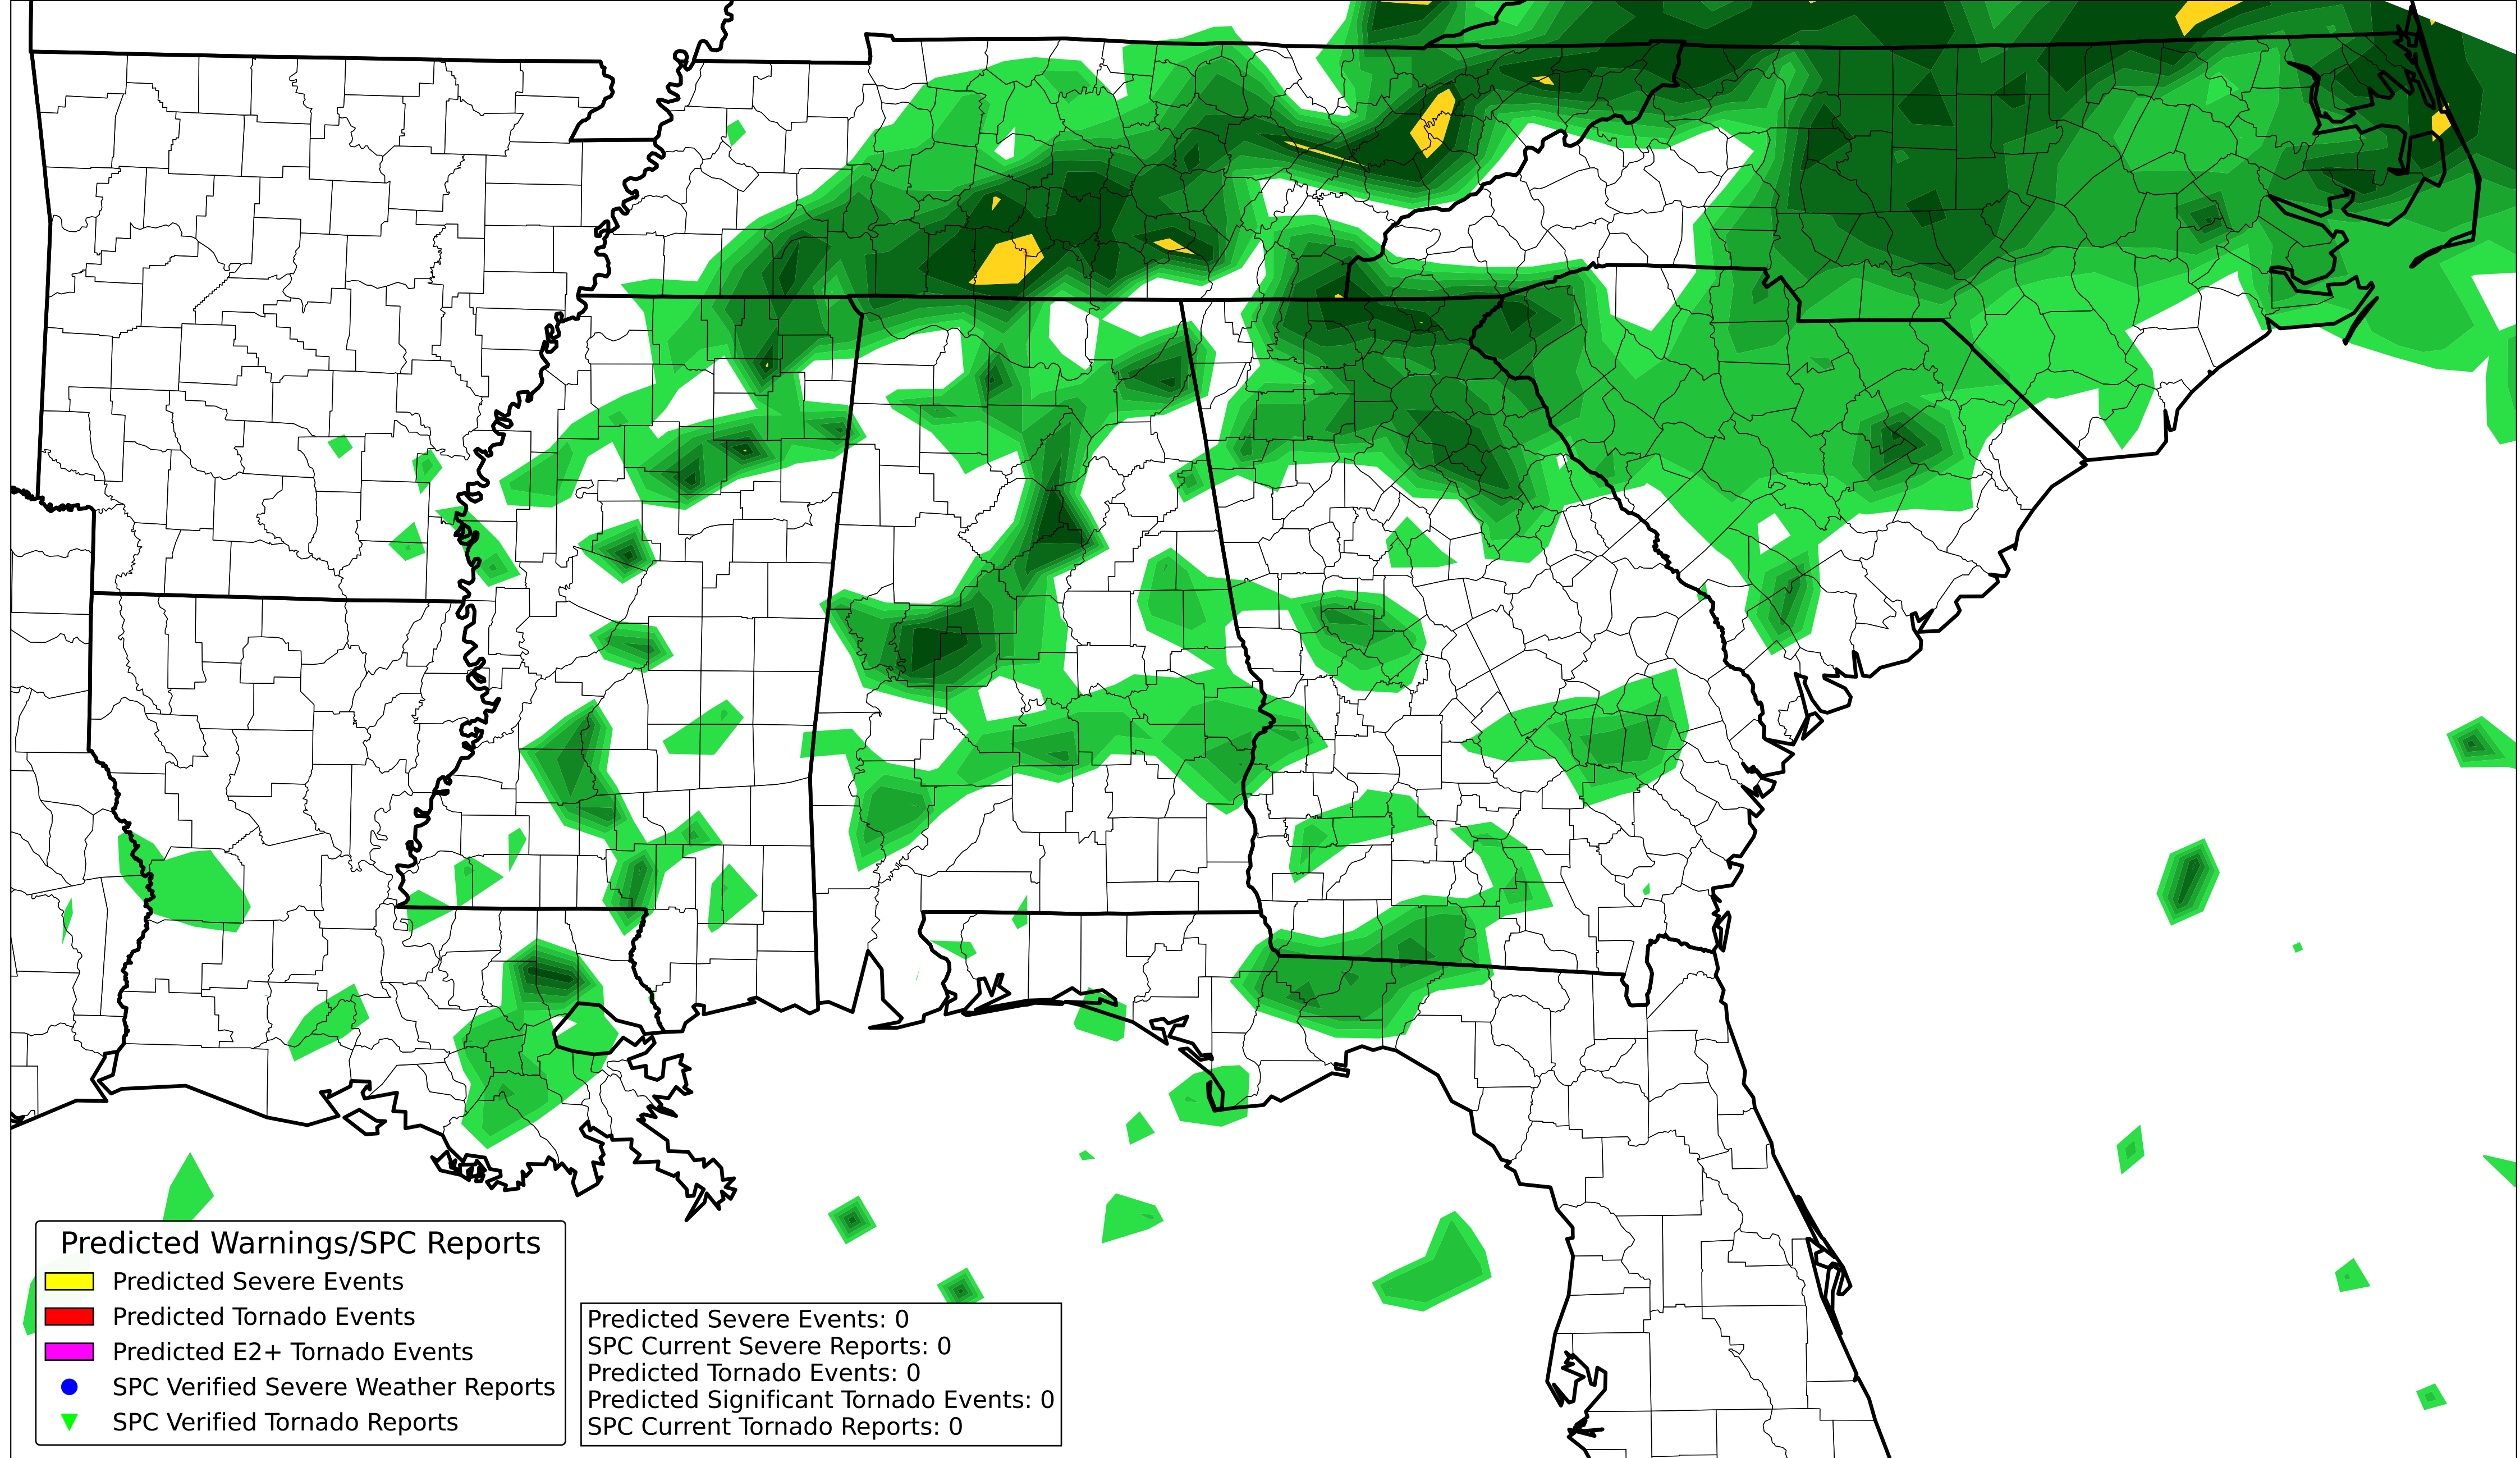 Predicted Warnings/SPC Reports
Predicted Severe Events
Predicted Tornado Events
Predicted E2+ Tornado Events
SPC Verified Severe Weather Reports
SPC Verified Tornado Reports
Predicted Severe Events: 0
SPC Current Severe Reports: 0
Predicted Tornado Events: 0
Predicted Significant Tornado Events: 0
SPC Current Tornado Reports: 0